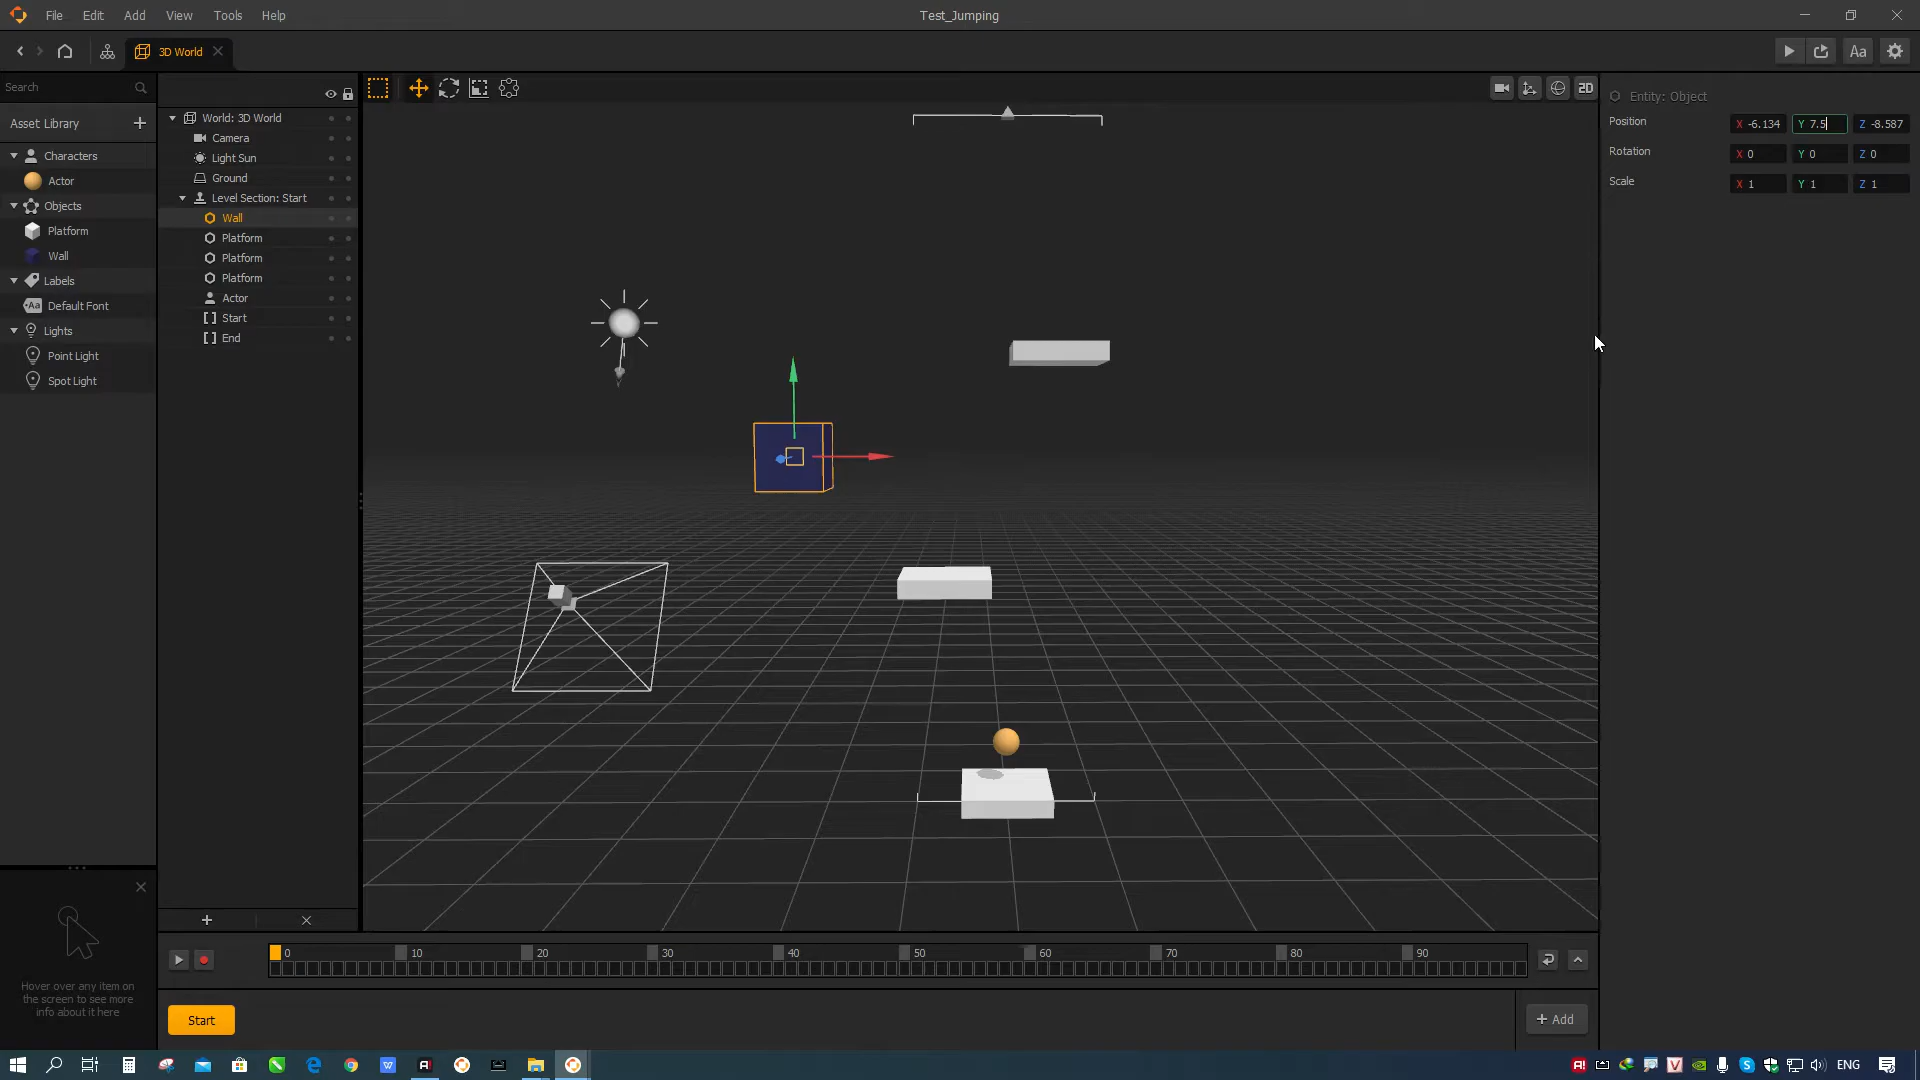 File Edit Add View Tools Help
Test_Jumping
3D World
Aa
Search
Asset Library
Characters
Actor
Objects
Platform
Wall
Labels
Aa Default Font
Lights
Point Light
Spot Light
World: 3D World
Camera
Light Sun
Ground
Level Section: Start
Wall
Platform
Platform
Platform
Actor
Start
End
2D
Entity: Object
Position X -6.134 Y 7.5 Z -8.587
Rotation X 0 Y 0 Z 0
Scale X 1 Y 1 Z 1
Hover over any item on
the screen to see more
info about it here
0 10 20 30 40 50 60 70 80 90
Start
+ Add
ENG